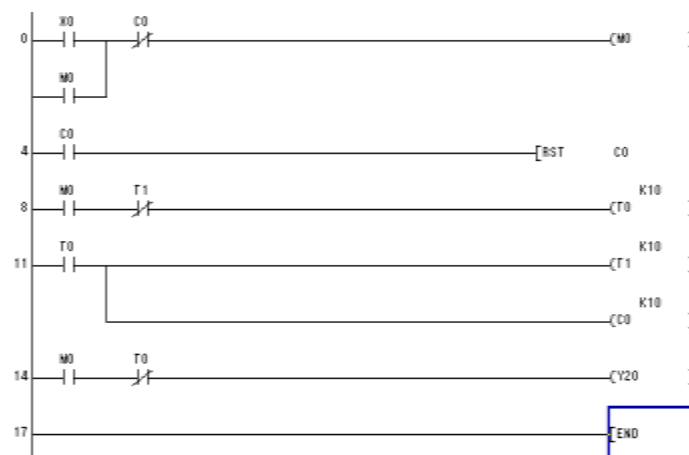 X0 C0
0 (M0 )
M0
C0
4 [RST C0 ]
M0 T1 K10
8 (T0 )
T0 K10
11 (T1 )
K10
(C0 )
M0 T0
14 (Y20 )
17 [END